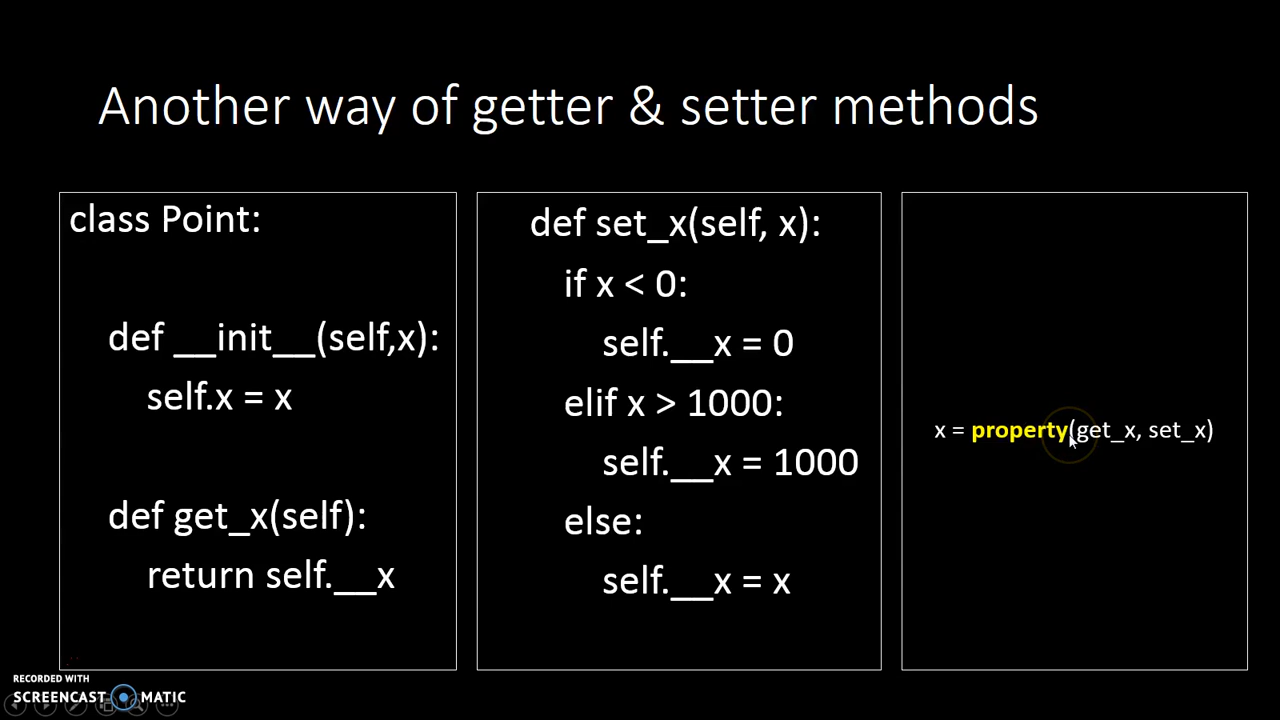 Another way of getter & setter methods
class Point:
def __init__(self,x):
self.x = x
def get_x(self):
return self.__x
def set_x(self, x):
if x < 0:
self.__x = 0
elif x > 1000:
self.__x = 1000
else:
self.__x = x
x = property(get_x, set_x)
RECORDED WITH
SCREENCAST MATIC